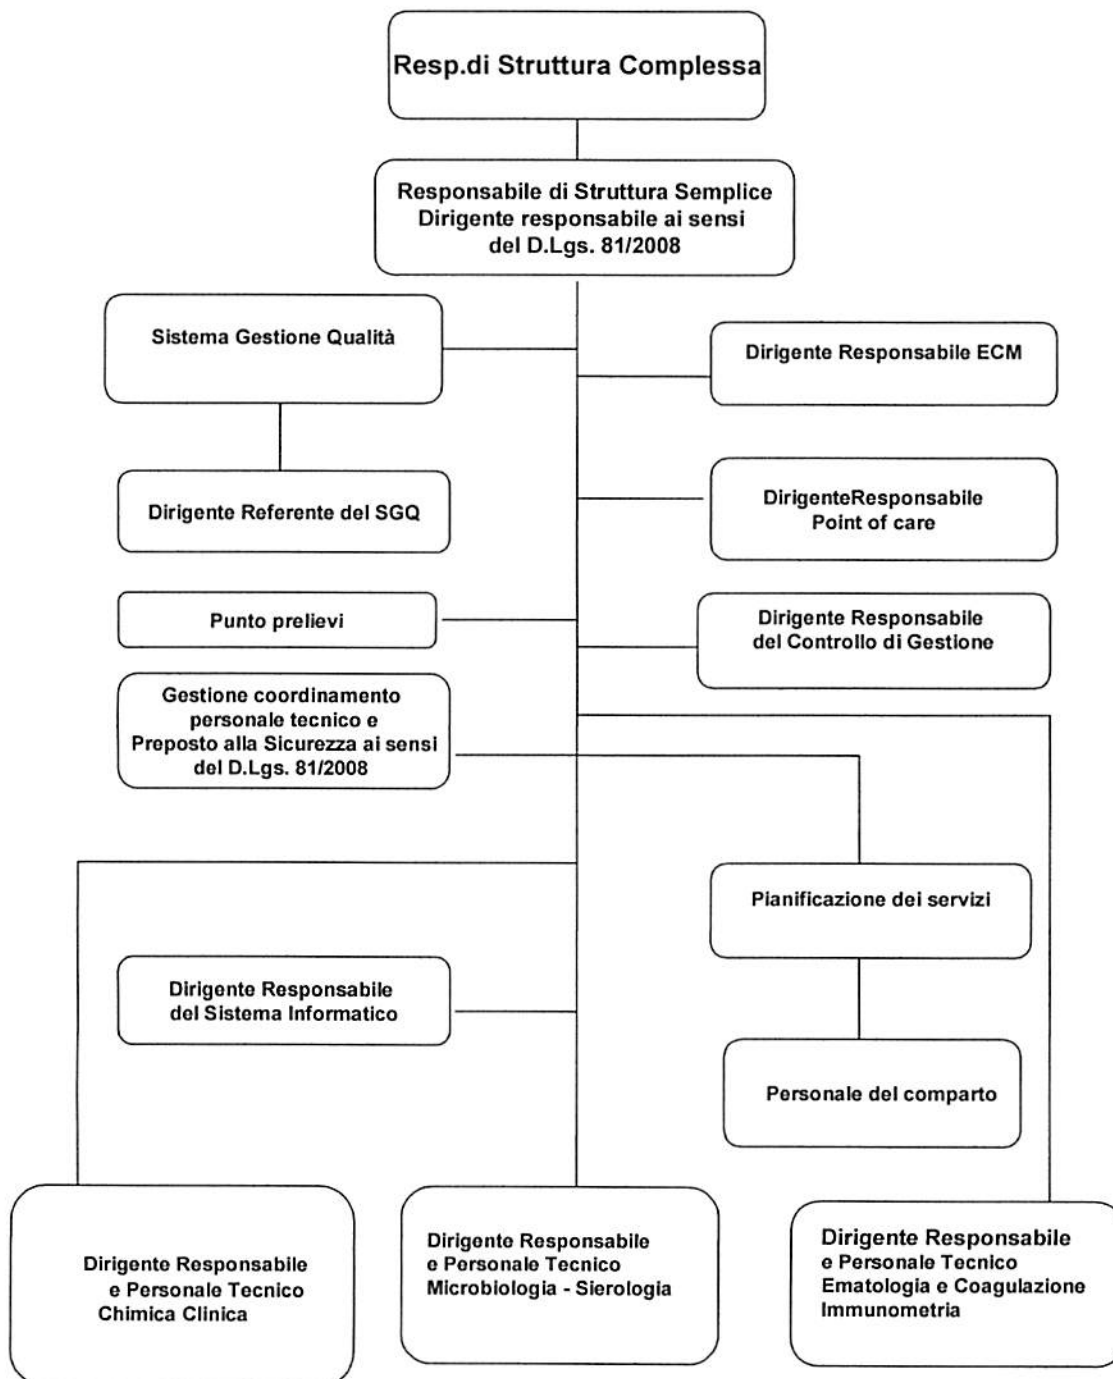 Resp.di Struttura Complessa
Responsabile di Struttura Semplice
Dirigente responsabile ai sensi
del D.Lgs. 81/2008
Sistema Gestione Qualità
Dirigente Responsabile ECM
Dirigente Referente del SGQ
DirigenteResponsabile
Point of care
Punto prelievi
Dirigente Responsabile
del Controllo di Gestione
Gestione coordinamento
personale tecnico e
Preposto alla Sicurezza ai sensi
del D.Lgs. 81/2008
Pianificazione dei servizi
Dirigente Responsabile
del Sistema Informatico
Personale del comparto
Dirigente Responsabile
e Personale Tecnico
Chimica Clinica
Dirigente Responsabile
e Personale Tecnico
Microbiologia - Sierologia
Dirigente Responsabile
e Personale Tecnico
Ematologia e Coagulazione
Immunometria